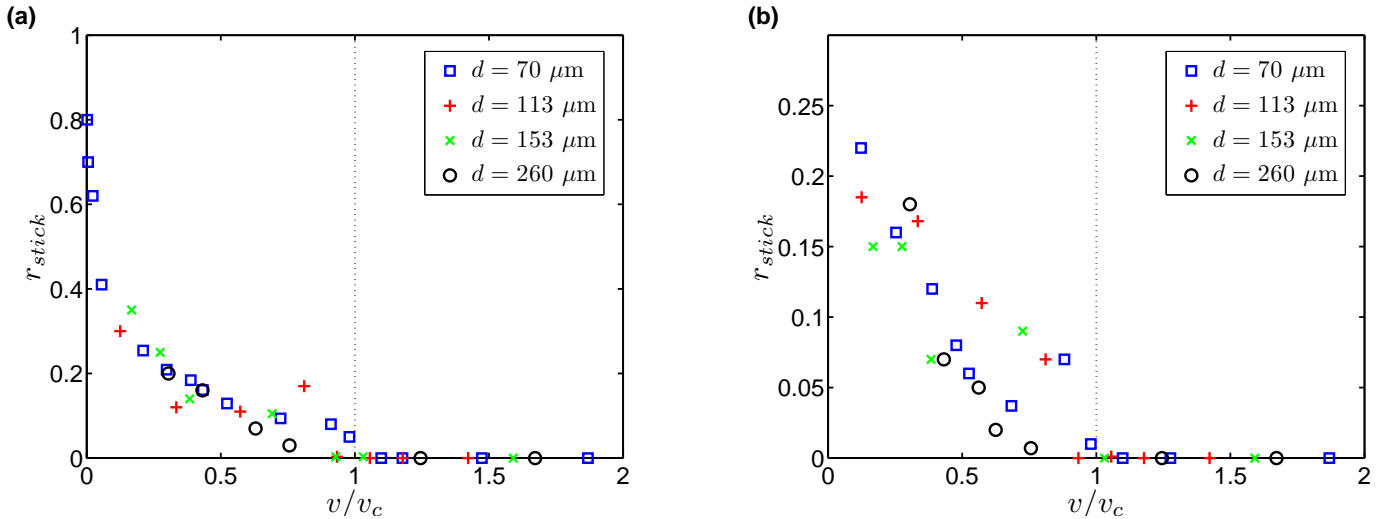 (a)
1
0.8
0.6
0.4
0.2
0
0
0.5
1
1.5
2
r_stick
v/v_c
d = 70 μm
d = 113 μm
d = 153 μm
d = 260 μm
(b)
0.25
0.2
0.15
0.1
0.05
0
0
0.5
1
1.5
2
r_stick
v/v_c
d = 70 μm
d = 113 μm
d = 153 μm
d = 260 μm